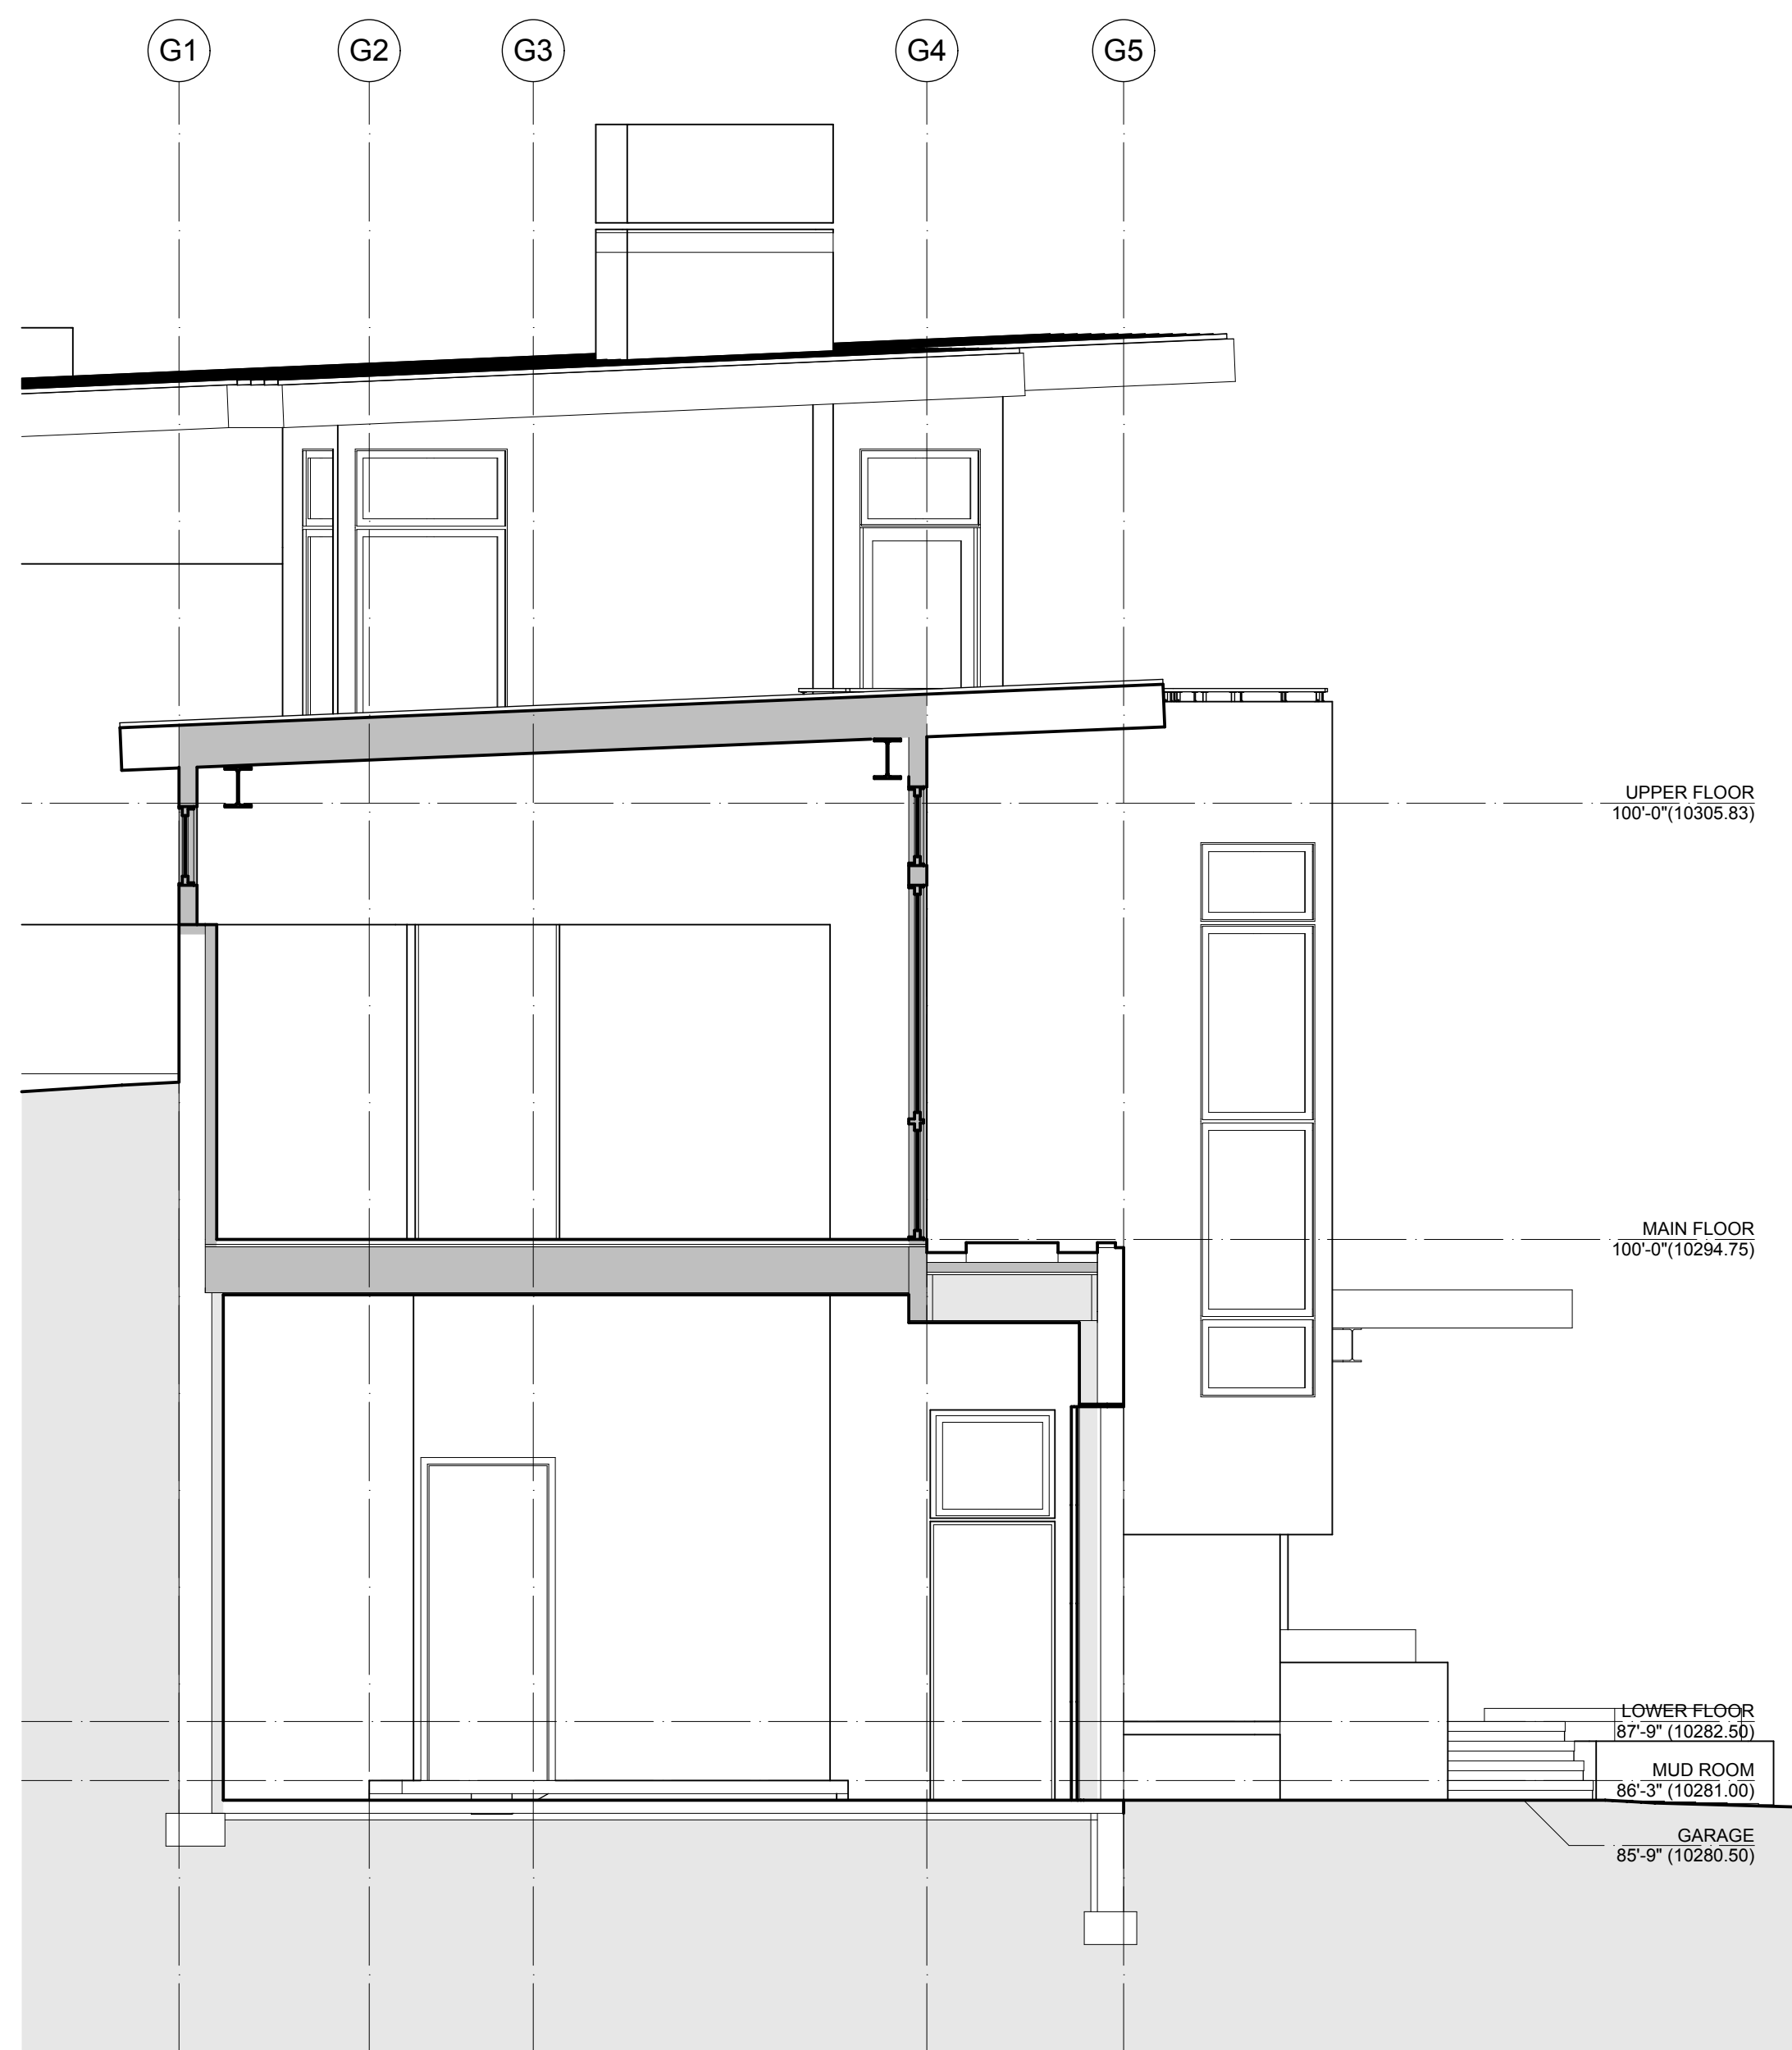 G1 G2 G3 G4 G5
UPPER FLOOR
100'-0"(10305.83)
MAIN FLOOR
100'-0"(10294.75)
LOWER FLOOR
87'-9" (10282.50)
MUD ROOM
86'-3" (10281.00)
GARAGE
85'-9" (10280.50)